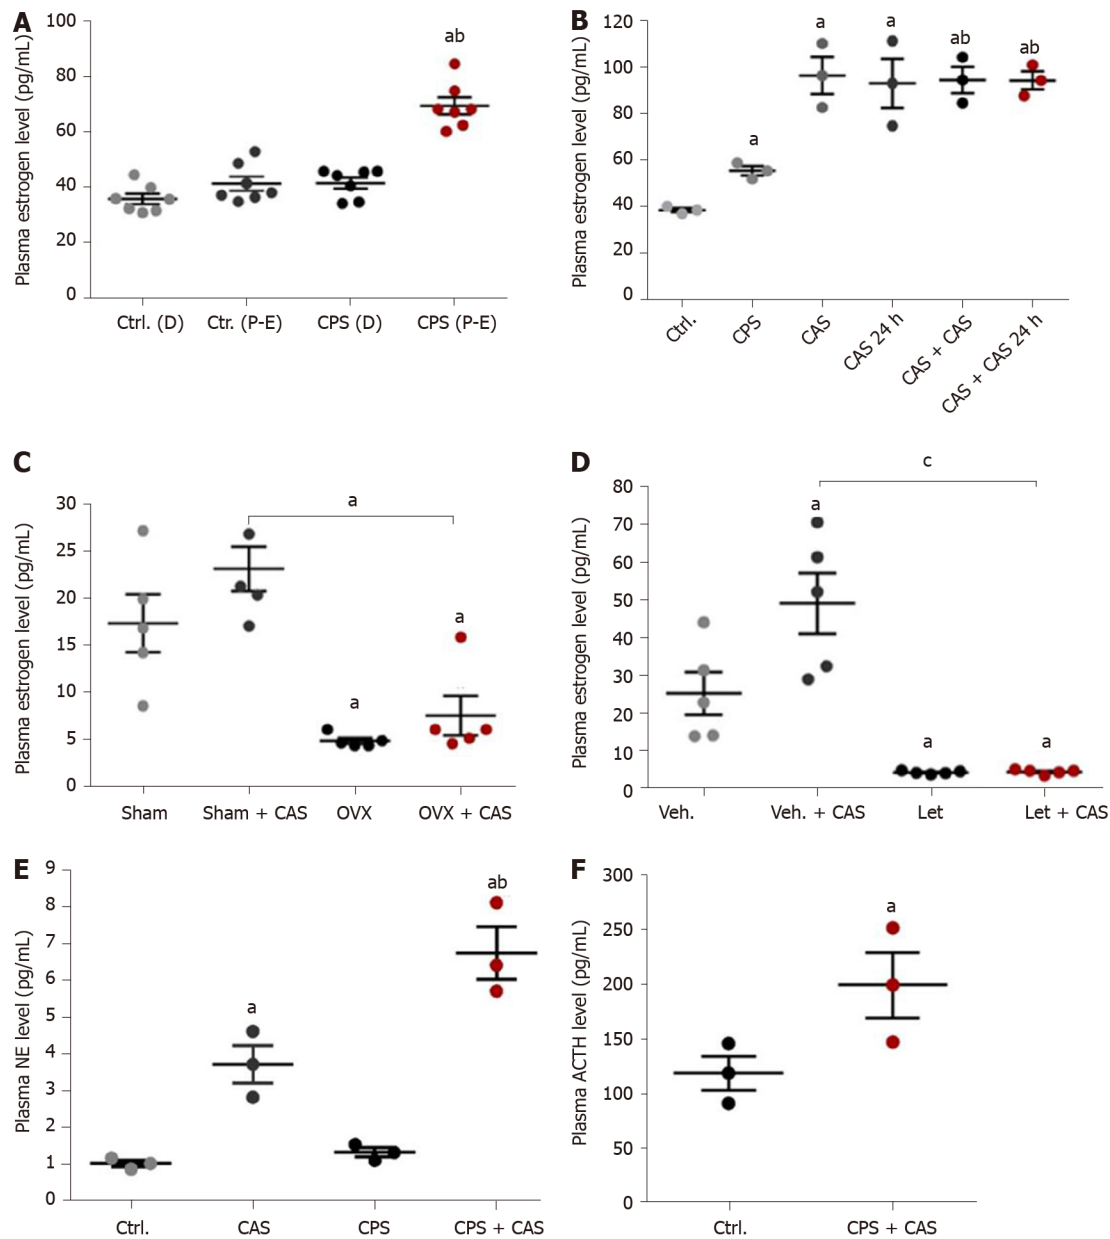 A
Plasma estrogen level (pg/mL)
100
80
60
40
20
0
ab
Ctrl. (D)
Ctr. (P-E)
CPS (D)
CPS (P-E)
B
Plasma estrogen level (pg/mL)
120
100
80
60
40
20
0
a
a
a
ab
ab
Ctrl.
CPS
CAS
CAS 24 h
CAS + CAS
CAS + CAS 24 h
C
Plasma estrogen level (pg/mL)
30
25
20
15
10
5
0
a
a
a
Sham
Sham + CAS
OVX
OVX + CAS
D
Plasma estrogen level (pg/mL)
80
70
60
50
40
30
20
10
0
c
a
a
a
Veh.
Veh. + CAS
Let
Let + CAS
E
Plasma NE level (pg/mL)
9
8
7
6
5
4
3
2
1
0
a
ab
Ctrl.
CAS
CPS
CPS + CAS
F
Plasma ACTH level (pg/mL)
300
250
200
150
100
50
0
a
Ctrl.
CPS + CAS